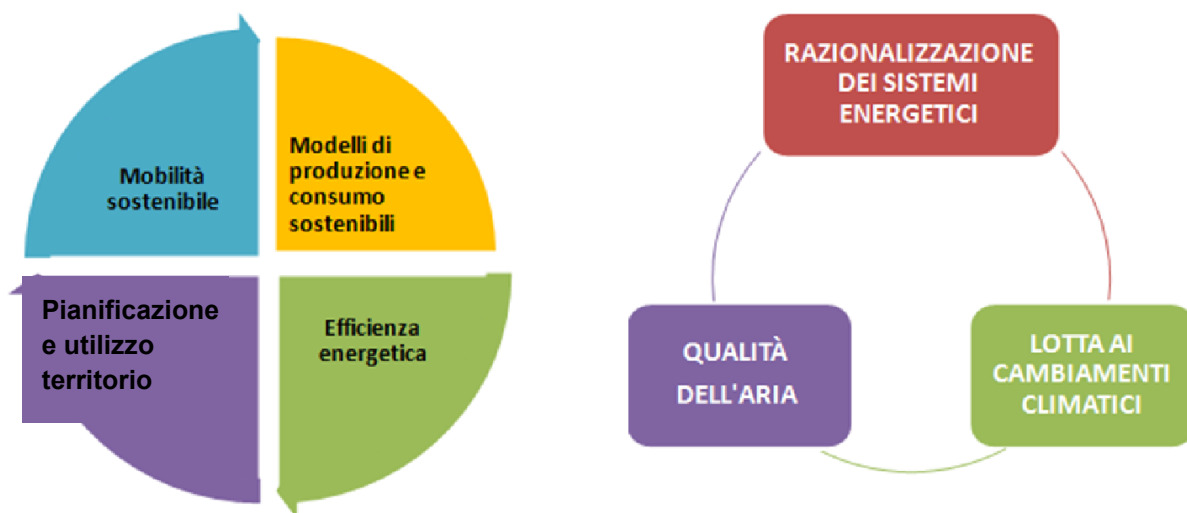 Mobilità
sostenibile
Modelli di
produzione e
consumo
sostenibili
Pianificazione
e utilizzo
territorio
Efficienza
energetica
RAZIONALIZZAZIONE
DEI SISTEMI
ENERGETICI
QUALITÀ
DELL'ARIA
LOTTA AI
CAMBIAMENTI
CLIMATICI